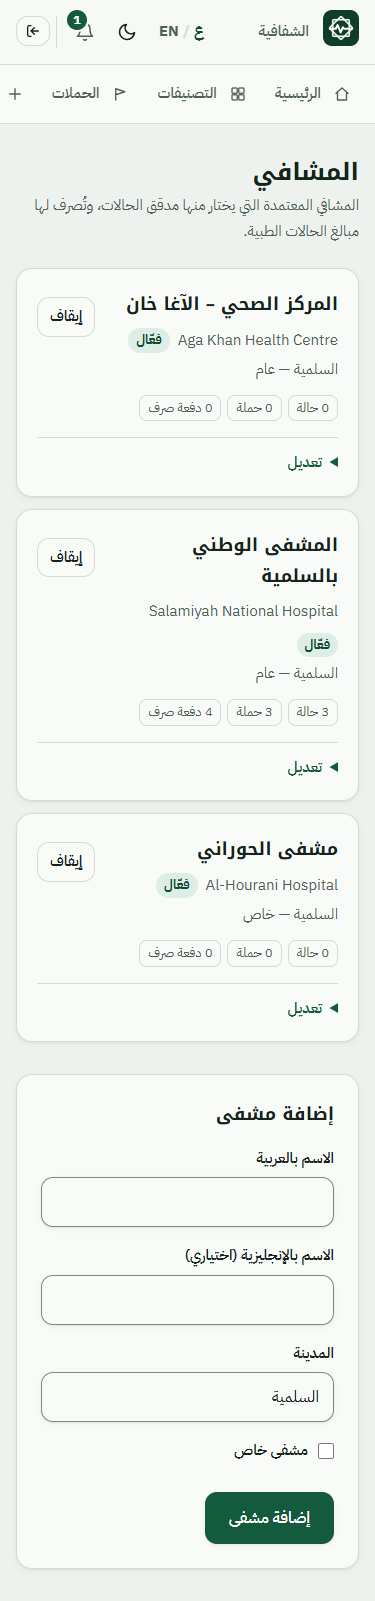 الشفافية
ع / EN
1
الرئيسية
التصنيفات
الحملات
المشافي
المشافي المعتمدة التي يختار منها مدقق الحالات، وتُصرف لها
مبالغ الحالات الطبية.
المركز الصحي – الآغا خان
إيقاف
Aga Khan Health Centre فعّال
السلمية — عام
0 حالة
0 حملة
0 دفعة صرف
تعديل
المشفى الوطني
بالسلمية
إيقاف
Salamiyah National Hospital
فعّال
السلمية — عام
3 حالة
3 حملة
4 دفعة صرف
تعديل
مشفى الحوراني
إيقاف
Al-Hourani Hospital فعّال
السلمية — خاص
0 حالة
0 حملة
0 دفعة صرف
تعديل
إضافة مشفى
الاسم بالعربية
الاسم بالإنجليزية (اختياري)
المدينة
السلمية
مشفى خاص
إضافة مشفى